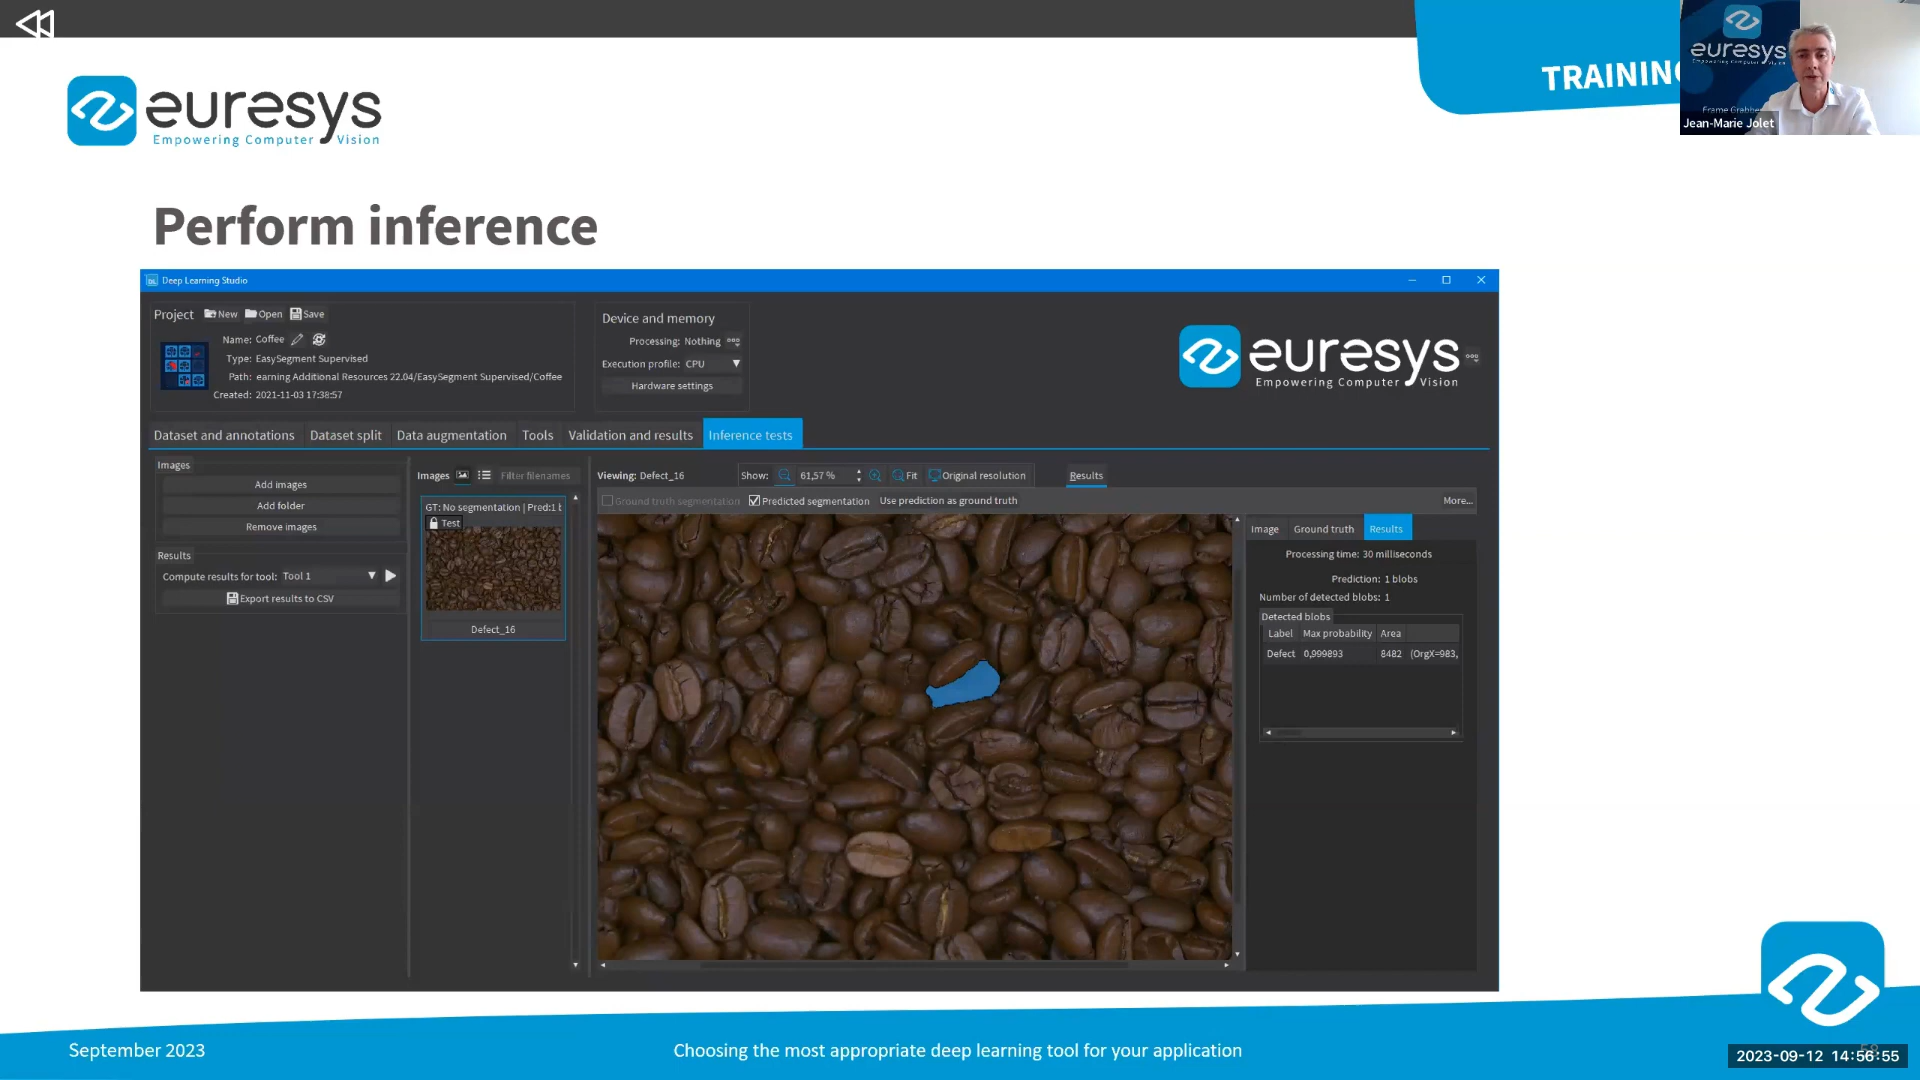 TRAINING
euresys
Frame Grabbe
Jean-Marie Jolet
euresys
Empowering Computer Vision
Perform inference
Deep Learning Studio
Project New Open Save
Name: Coffee
Type: EasySegment Supervised
Path: earning Additional Resources 22.04/EasySegment Supervised/Coffee
Created: 2021-11-03 17:38:57
Device and memory
Processing: Nothing
Execution profile: CPU
Hardware settings
euresys
Empowering Computer Vision
Dataset and annotations Dataset split Data augmentation Tools Validation and results Inference tests
Images
Add images
Add folder
Remove images
Results
Compute results for tool: Tool 1
Export results to CSV
Images Filter filenames
GT: No segmentation | Pred:1 b
Test
Defect_16
Viewing: Defect_16 Show: 61,57 % Fit Original resolution Results
Ground truth segmentation Predicted segmentation Use prediction as ground truth More...
Image Ground truth Results
Processing time: 30 milliseconds
Prediction: 1 blobs
Number of detected blobs: 1
Detected blobs
Label Max probability Area
Defect 0,999893 8482 (OrgX=983,
September 2023
Choosing the most appropriate deep learning tool for your application
2023-09-12 14:56:55